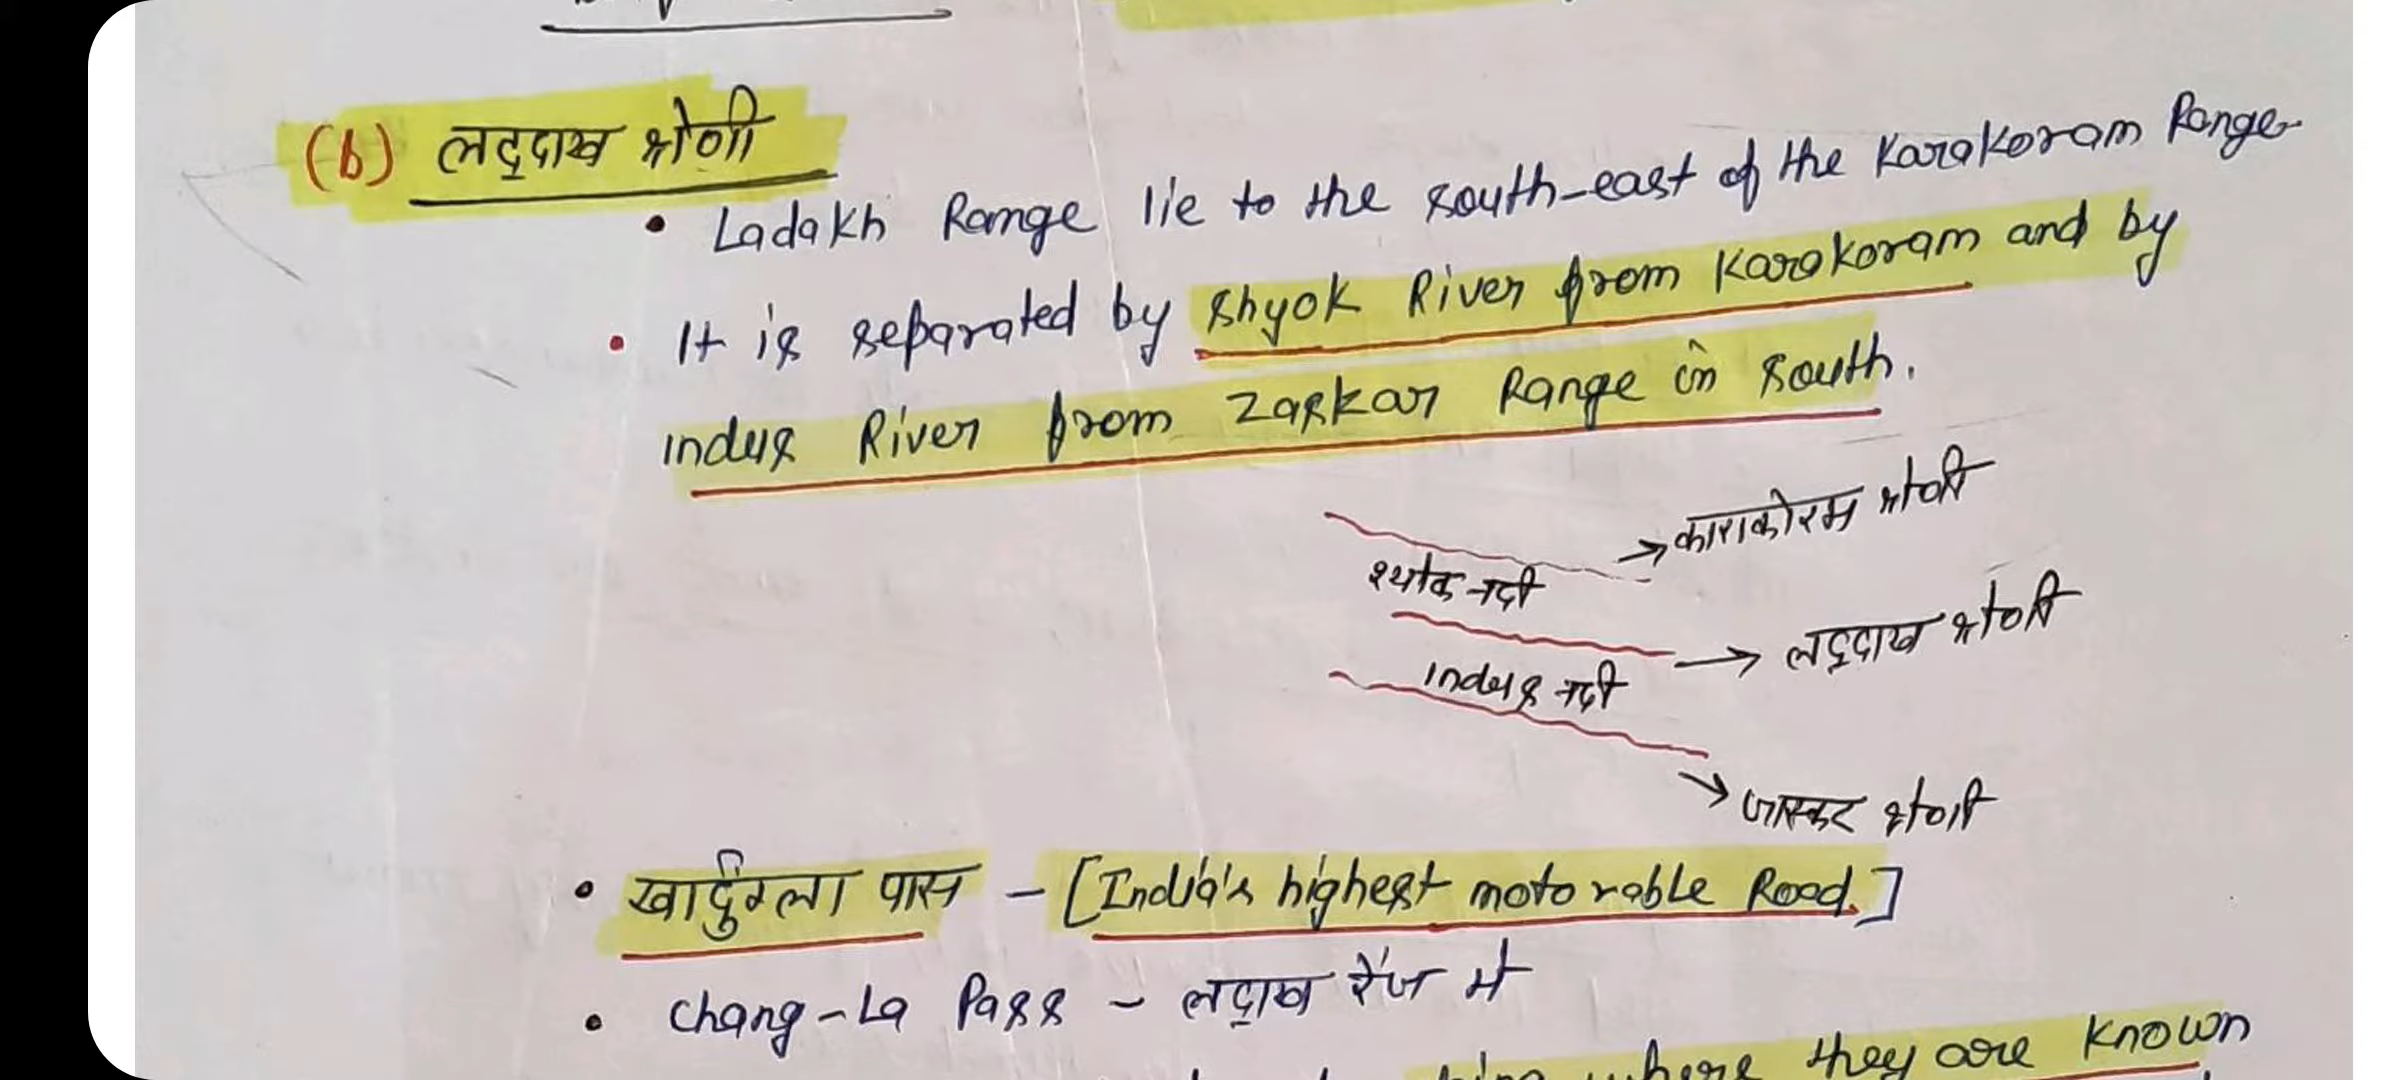 (b) लद्दाख श्रेणी
• Ladakh Range lie to the south-east of the Karakoram Range
• It is separated by Shyok River from Karakoram and by
Indus River from Zaskar Range in south.
→ काराकोरम श्रेणी
श्योक नदी
→ लद्दाख श्रेणी
Indus नदी
→ जास्कर श्रेणी
• खार्दुंगला पास - [India's highest motorable Road.]
• Chang-La Pass - लद्दाख रेंज में
where they are known